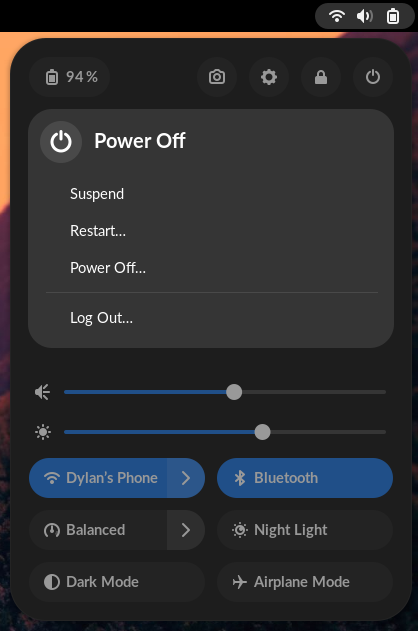 94 %
Power Off
Suspend
Restart…
Power Off…
Log Out…
Dylan's Phone
Bluetooth
Balanced
Night Light
Dark Mode
Airplane Mode